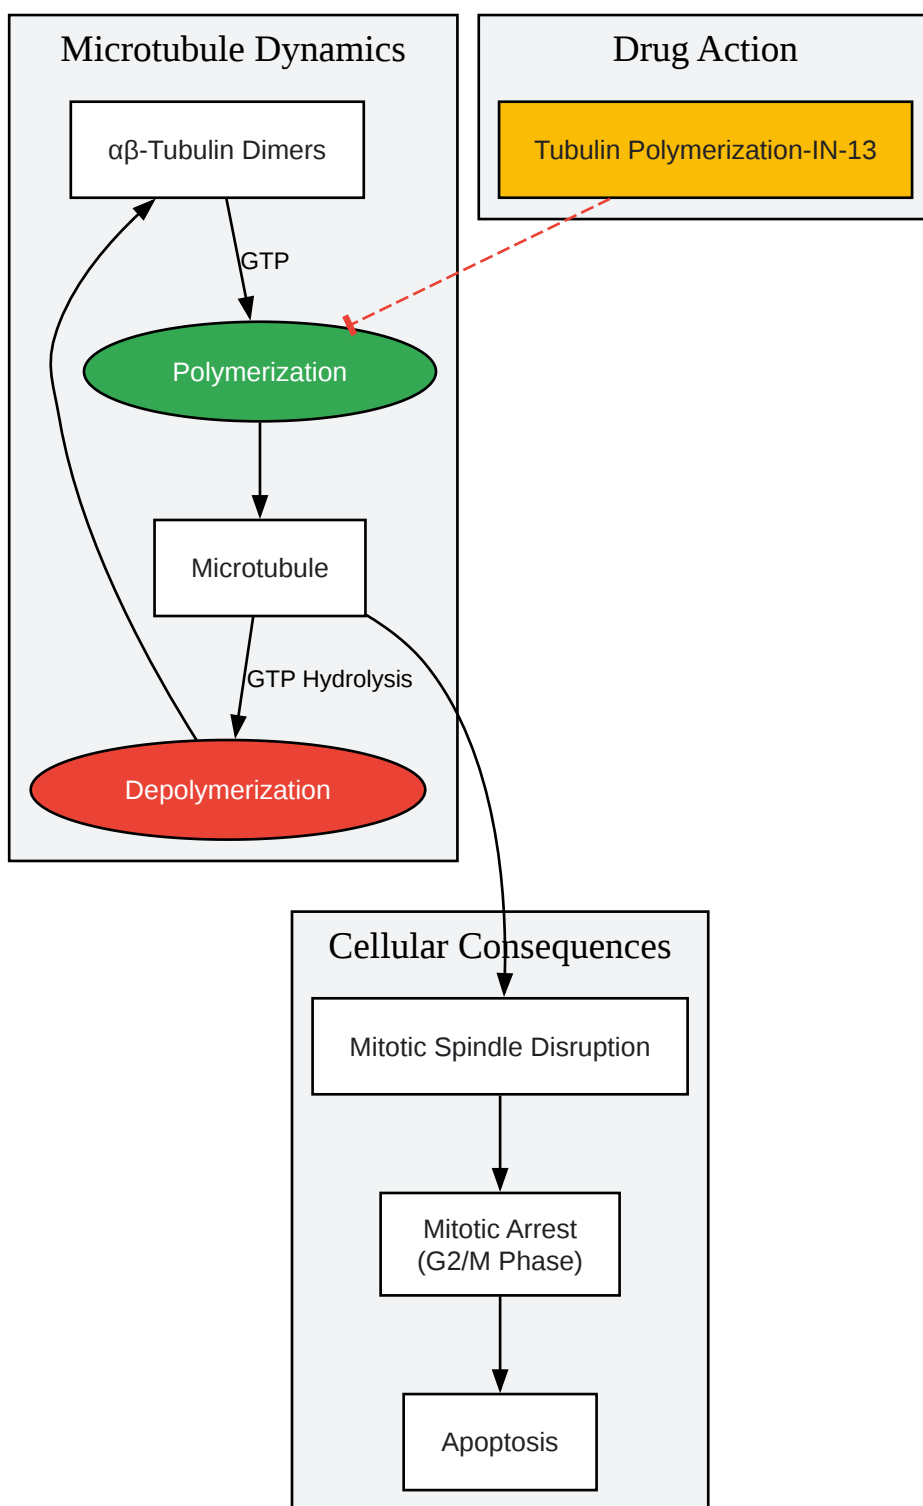 Microtubule Dynamics
Drug Action
αβ-Tubulin Dimers
Tubulin Polymerization-IN-13
GTP
Polymerization
Microtubule
GTP Hydrolysis
Depolymerization
Cellular Consequences
Mitotic Spindle Disruption
Mitotic Arrest
(G2/M Phase)
Apoptosis